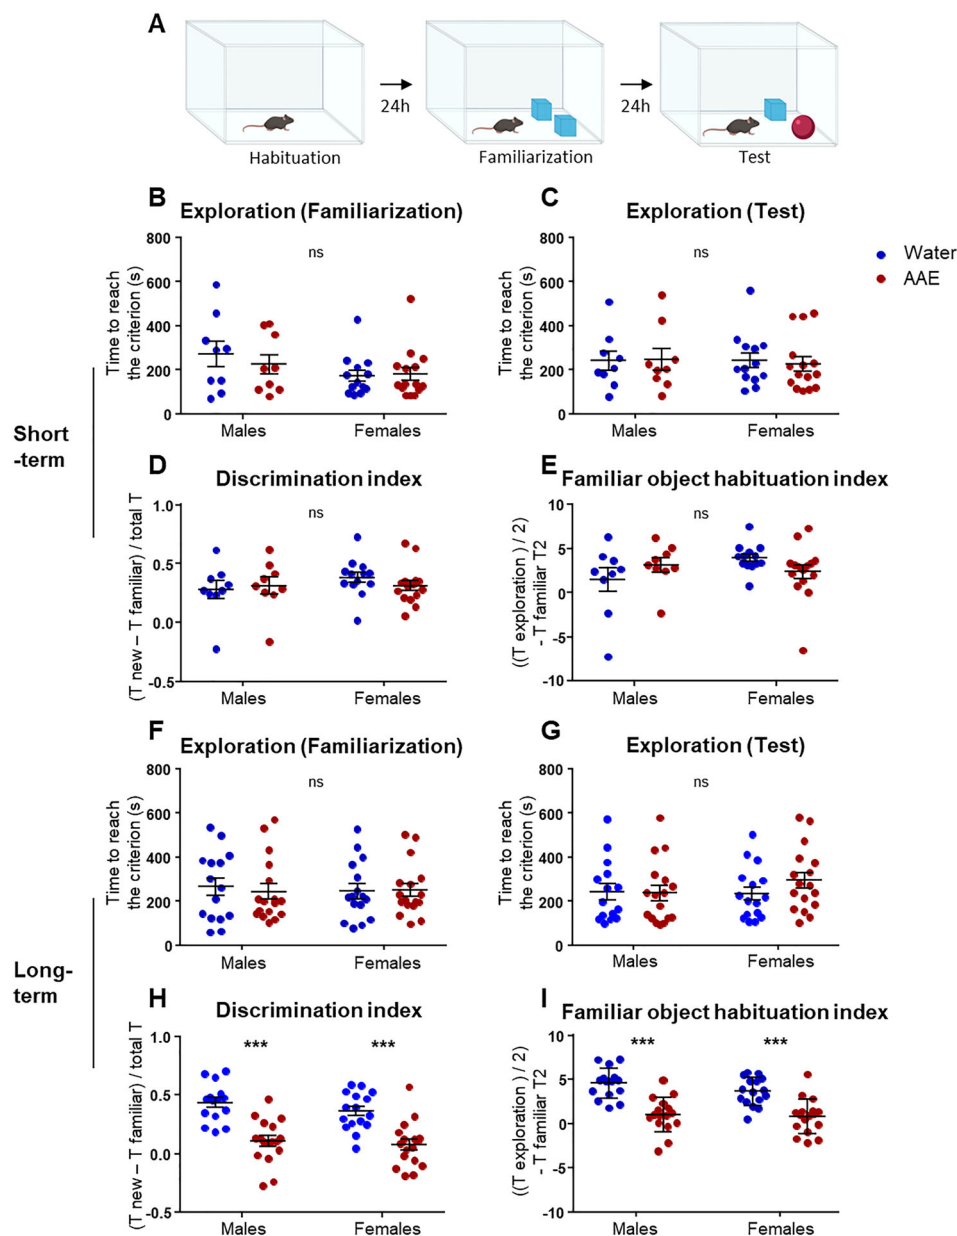 A
24h
24h
Habituation
Familiarization
Test
B
Exploration (Familiarization)
Time to reach
the criterion (s)
800
600
400
200
0
ns
Males
Females
C
Exploration (Test)
Time to reach
the criterion (s)
800
600
400
200
0
ns
Males
Females
Water
AAE
Short
-term
D
Discrimination index
(T new – T familiar) / total T
1.0
0.5
0.0
-0.5
ns
Males
Females
E
Familiar object habituation index
((T exploration ) / 2)
- T familiar T2
10
5
0
-5
-10
ns
Males
Females
F
Exploration (Familiarization)
Time to reach
the criterion (s)
800
600
400
200
0
ns
Males
Females
G
Exploration (Test)
Time to reach
the criterion (s)
800
600
400
200
0
ns
Males
Females
Long-
term
H
Discrimination index
(T new – T familiar) / total T
1.0
0.5
0.0
-0.5
***
***
Males
Females
I
Familiar object habituation index
((T exploration ) / 2)
- T familiar T2
10
5
0
-5
-10
***
***
Males
Females